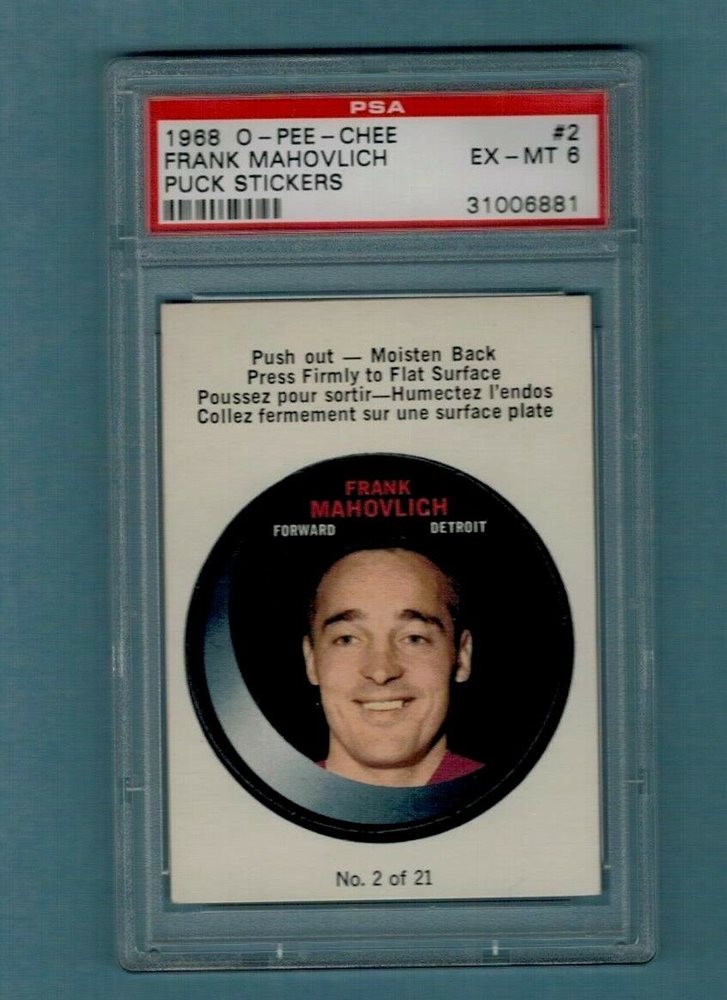 PSA
1968 O-PEE-CHEE #2
FRANK MAHOVLICH EX-MT 6
PUCK STICKERS
31006881
Push out — Moisten Back
Press Firmly to Flat Surface
Poussez pour sortir—Humectez l'endos
Collez fermement sur une surface plate
FRANK
MAHOVLICH
FORWARD DETROIT
No. 2 of 21